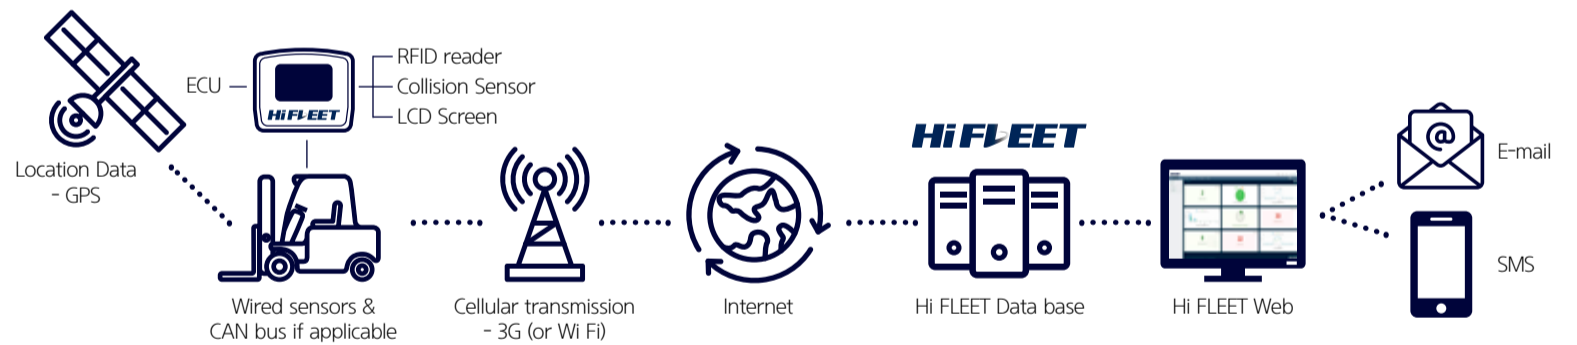 Location Data
- GPS
ECU
HiFLEET
RFID reader
Collision Sensor
LCD Screen
Wired sensors &
CAN bus if applicable
Cellular transmission
- 3G (or Wi Fi)
Internet
HiFLEET
Hi FLEET Data base
Hi FLEET Web
@
E-mail
SMS